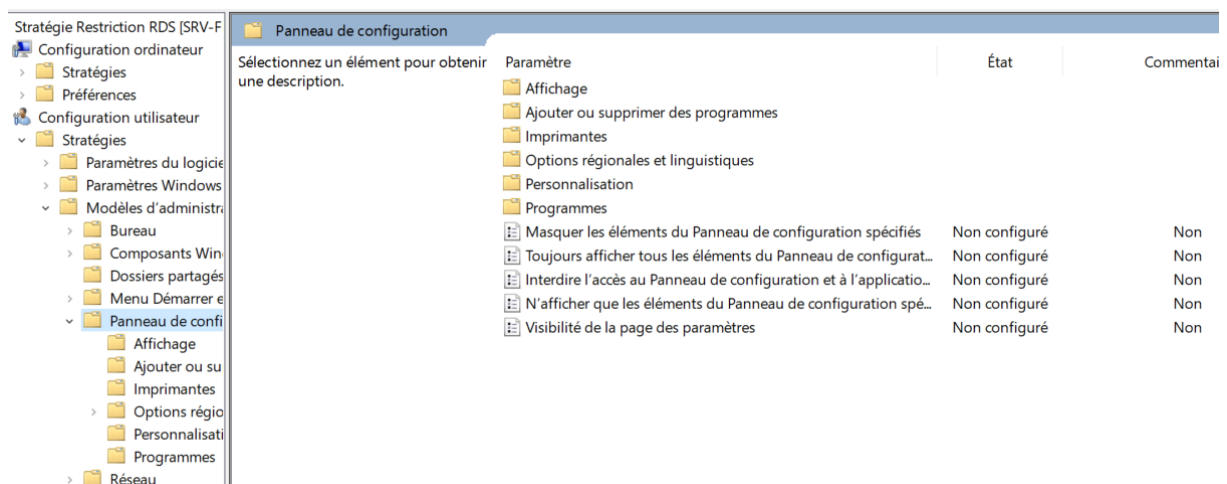 Stratégie Restriction RDS [SRV-F
Configuration ordinateur
Stratégies
Préférences
Configuration utilisateur
Stratégies
Paramètres du logicie
Paramètres Windows
Modèles d'administra
Bureau
Composants Win
Dossiers partagés
Menu Démarrer e
Panneau de confi
Affichage
Ajouter ou su
Imprimantes
Options régio
Personnalisati
Programmes
Réseau
Panneau de configuration
Sélectionnez un élément pour obtenir
une description.
Paramètre État Commentai
Affichage
Ajouter ou supprimer des programmes
Imprimantes
Options régionales et linguistiques
Personnalisation
Programmes
Masquer les éléments du Panneau de configuration spécifiés Non configuré Non
Toujours afficher tous les éléments du Panneau de configurat... Non configuré Non
Interdire l'accès au Panneau de configuration et à l'applicatio... Non configuré Non
N'afficher que les éléments du Panneau de configuration spé... Non configuré Non
Visibilité de la page des paramètres Non configuré Non